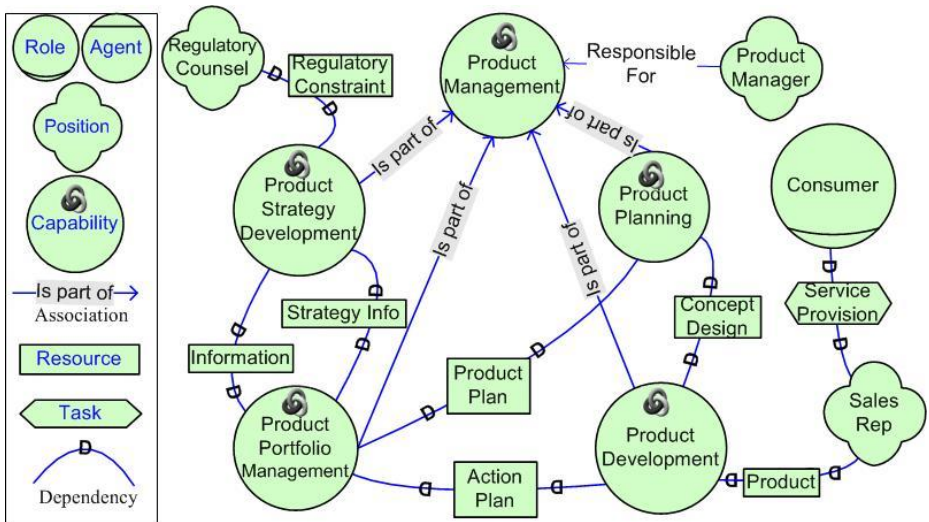 Role
Agent
Position
Capability
Is part of
Association
Resource
Task
D
Dependency
Regulatory
Counsel
D
Regulatory
Constraint
D
Product
Management
Responsible
For
Product
Manager
Is part of
Is part of
Is part of
Is part of
Product
Strategy
Development
Product
Planning
Consumer
D
Service
Provision
D
D
D
Strategy Info
D
Information
D
D
Concept
Design
D
D
Product
Plan
D
Product
Portfolio
Management
D
Action
Plan
D
Product
Development
D
Product
D
Sales
Rep